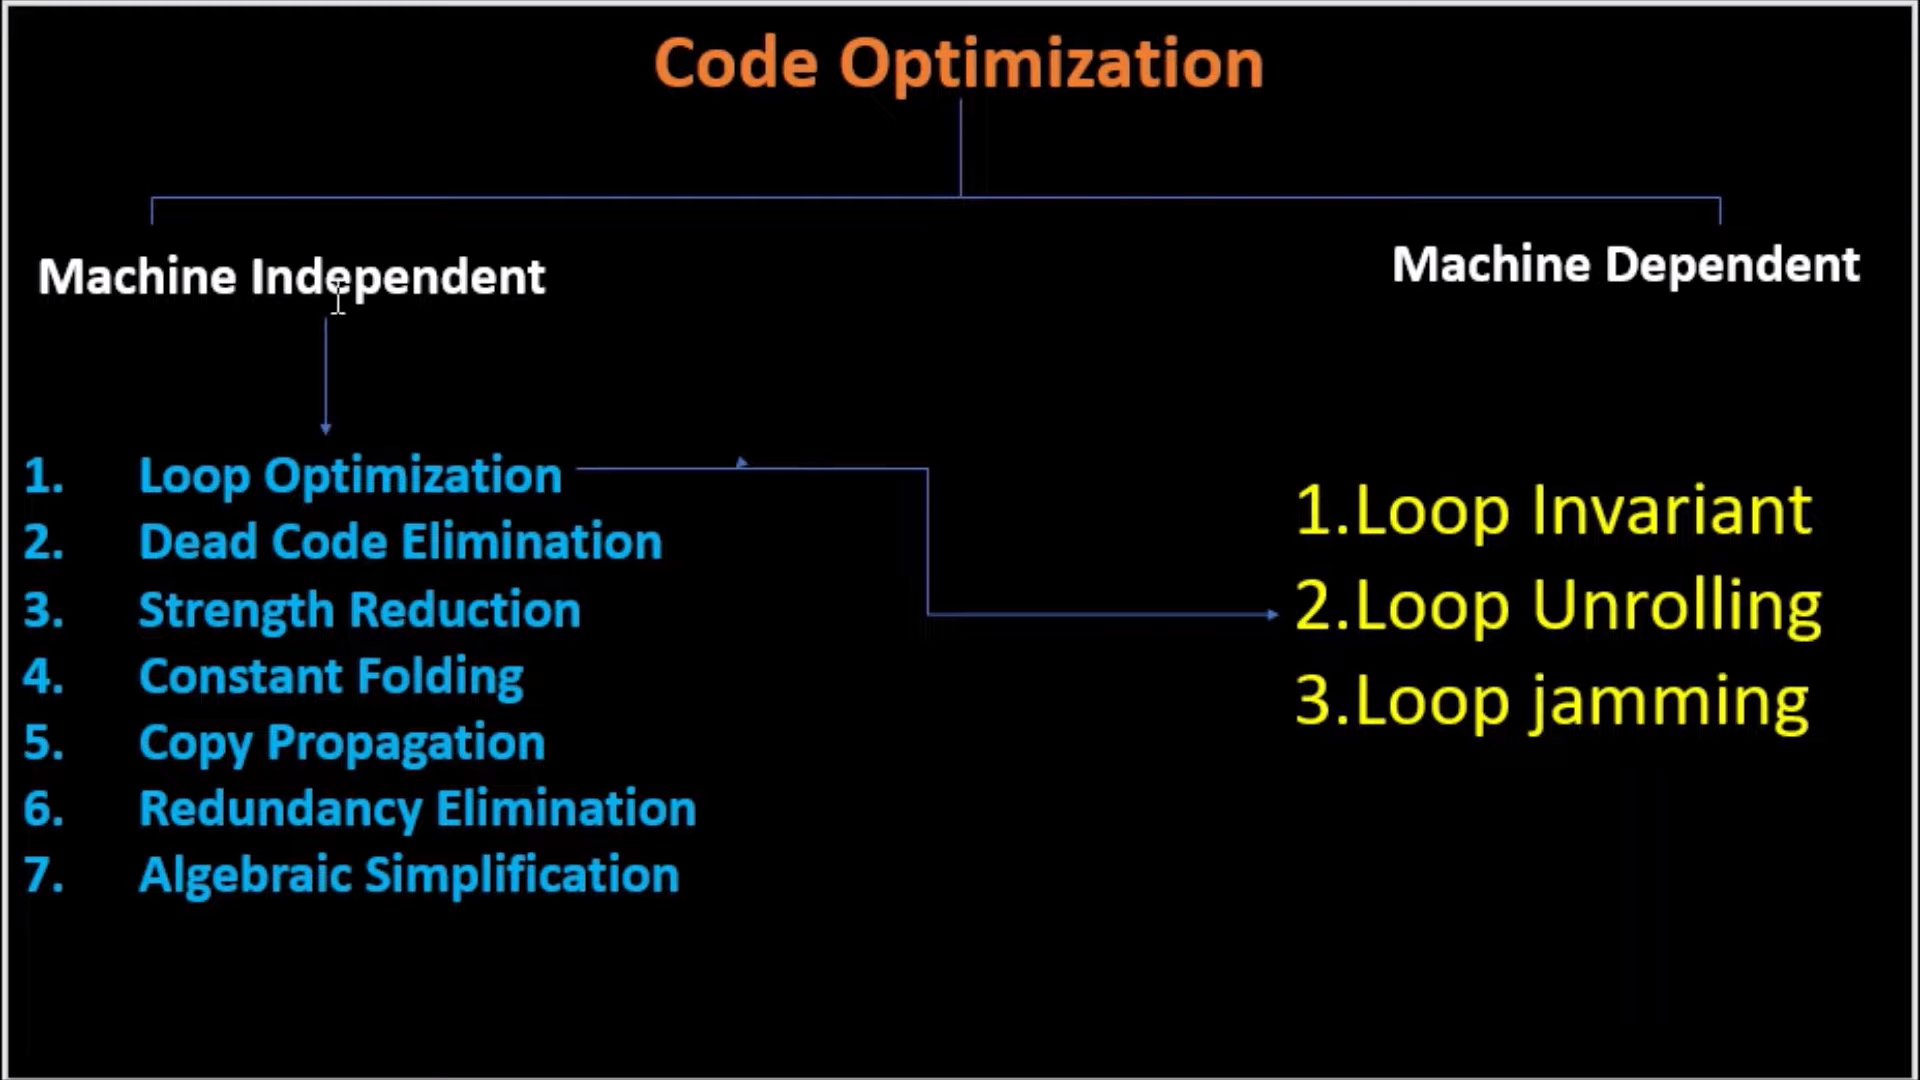 Code Optimization
Machine Independent
Machine Dependent
1. Loop Optimization
2. Dead Code Elimination
3. Strength Reduction
4. Constant Folding
5. Copy Propagation
6. Redundancy Elimination
7. Algebraic Simplification
1.Loop Invariant
2.Loop Unrolling
3.Loop jamming